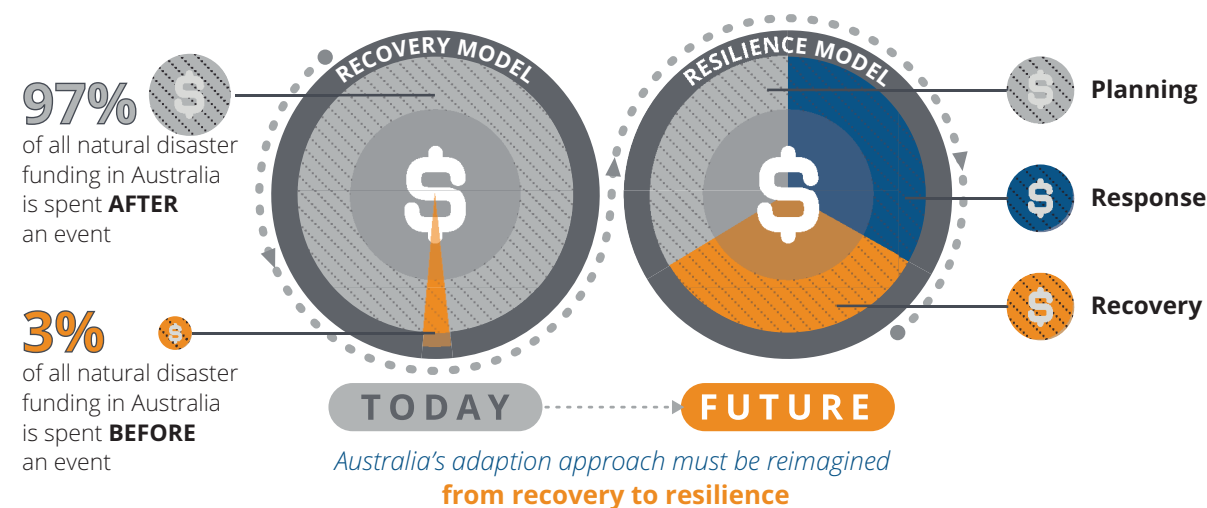 RECOVERY MODEL
RESILIENCE MODEL
97%
$
of all natural disaster
funding in Australia
is spent AFTER
an event
3%
$
of all natural disaster
funding in Australia
is spent BEFORE
an event
$
$
$
Planning
$
Response
$
Recovery
$
TODAY
FUTURE
Australia’s adaption approach must be reimagined
from recovery to resilience